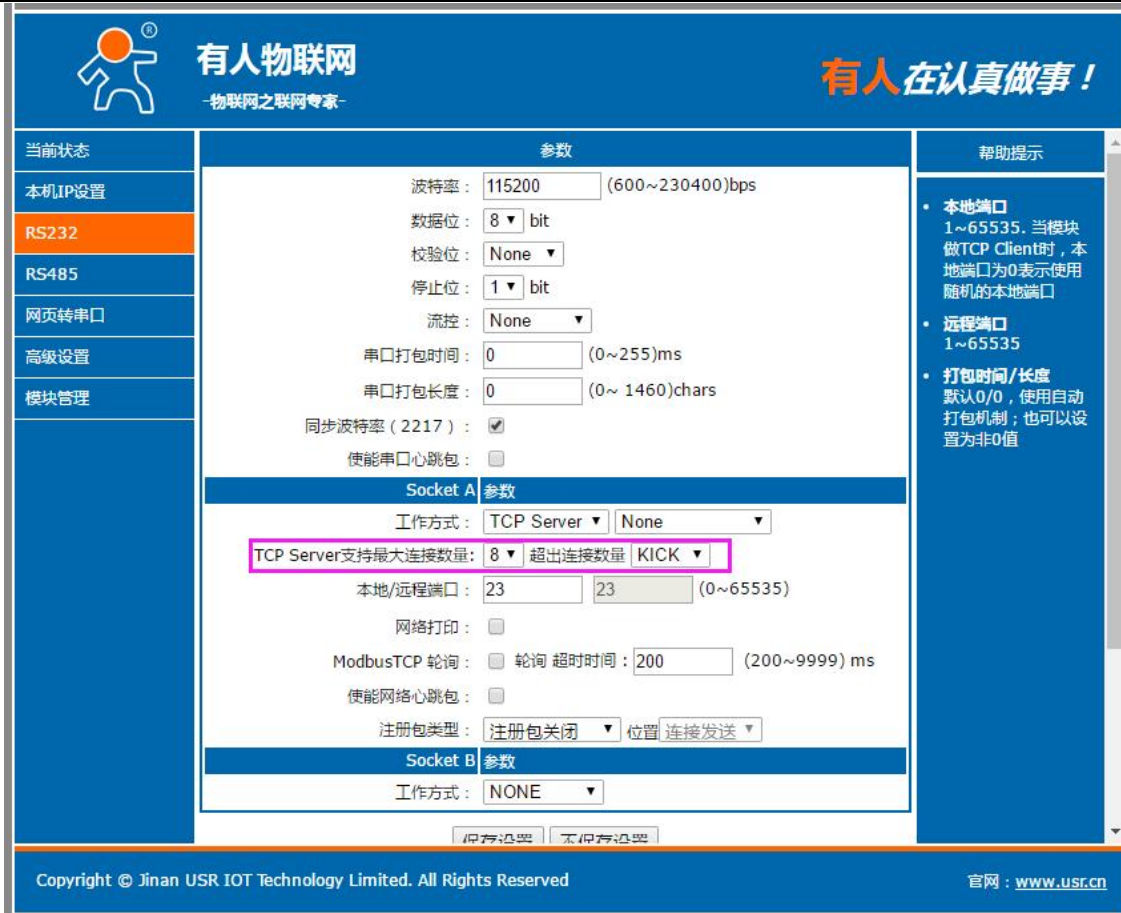 ®
有人物联网
-物联网之联网专家-
有人在认真做事！
当前状态
本机IP设置
RS232
RS485
网页转串口
高级设置
模块管理
参数
波特率： 115200 (600~230400)bps
数据位： 8 bit
校验位： None
停止位： 1 bit
流控： None
串口打包时间： 0 (0~255)ms
串口打包长度： 0 (0~ 1460)chars
同步波特率（2217）：
使能串口心跳包：
Socket A 参数
工作方式： TCP Server None
TCP Server支持最大连接数量: 8 超出连接数量 KICK
本地/远程端口： 23 23 (0~65535)
网络打印：
ModbusTCP 轮询： 轮询 超时时间：200 (200~9999) ms
使能网络心跳包：
注册包类型： 注册包关闭 位置 连接发送
Socket B 参数
工作方式： NONE
保存设置 不保存设置
帮助提示
• 本地端口
1~65535. 当模块
做TCP Client时，本
地端口为0表示使用
随机的本地端口
• 远程端口
1~65535
• 打包时间/长度
默认0/0，使用自动
打包机制；也可以设
置为非0值
Copyright © Jinan USR IOT Technology Limited. All Rights Reserved
官网：www.usr.cn